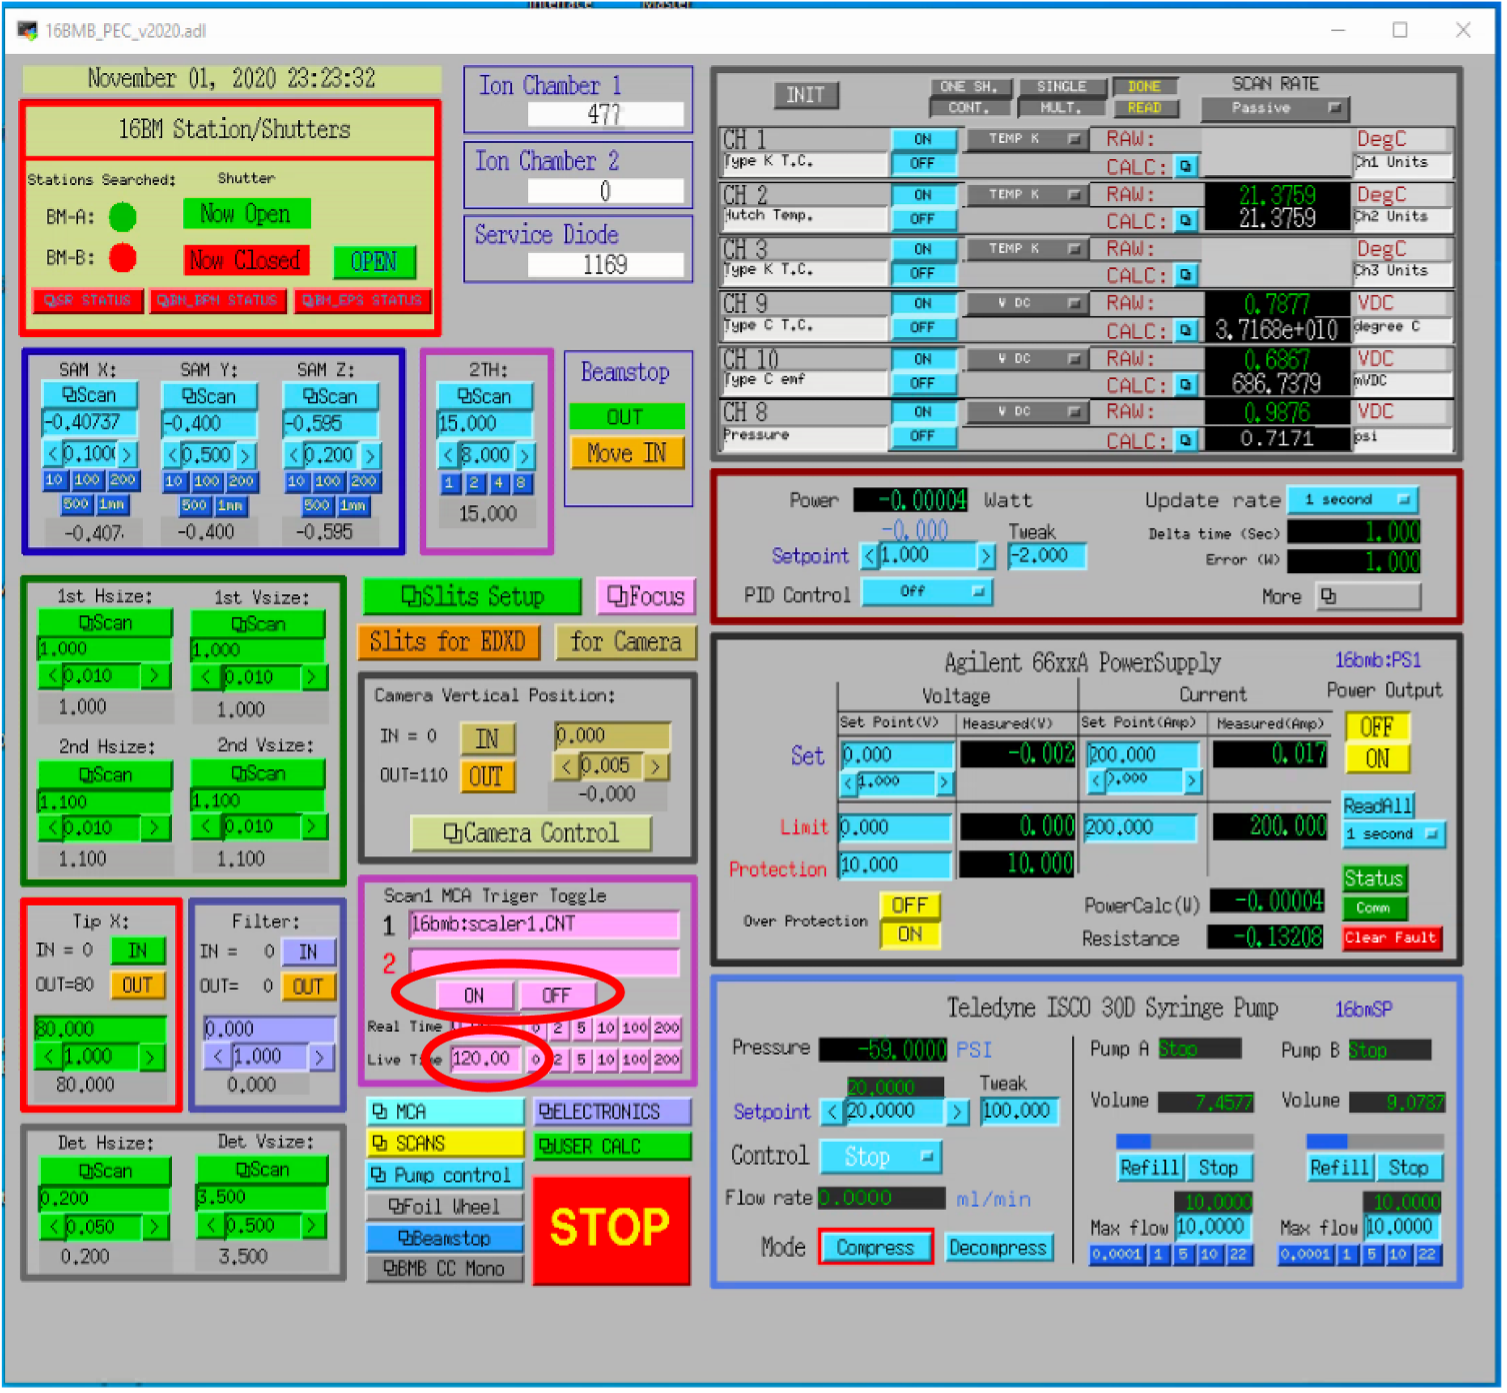 Interface Master
16BMB_PEC_v2020.adl
November 01, 2020 23:23:32
16BM Station/Shutters
Stations Searched: Shutter
BM-A: Now Open
BM-B: Now Closed OPEN
SR STATUS BM_BPM STATUS BM_EPS STATUS
Ion Chamber 1
477
Ion Chamber 2
0
Service Diode
1169
INIT ONE SH. SINGLE DONE SCAN RATE
CONT. MULT. READ Passive
CH 1 ON TEMP K RAW: DegC
Type K T.C. OFF CALC: Ch1 Units
CH 2 ON TEMP K RAW: 21.3759 DegC
Hutch Temp. OFF CALC: 21.3759 Ch2 Units
CH 3 ON TEMP K RAW: DegC
Type K T.C. OFF CALC: Ch3 Units
CH 9 ON V DC RAW: 0.7877 VDC
Type C T.C. OFF CALC: 3.7168e+010 degree C
CH 10 ON V DC RAW: 0.6867 VDC
Type C emf OFF CALC: 686.7379 mVDC
CH 8 ON V DC RAW: 0.9876 VDC
Pressure OFF CALC: 0.7171 psi
SAM X: SAM Y: SAM Z:
Scan Scan Scan
-0.40737 -0.400 -0.595
< 0.100 > < 0.500 > < 0.200 >
10 100 200 10 100 200 10 100 200
500 1mm 500 1mm 500 1mm
-0.407 -0.400 -0.595
2TH:
Scan
15.000
< 8.000 >
1 2 4 8
15.000
Beamstop
OUT
Move IN
Power -0.00004 Watt Update rate 1 second
-0.000 Tweak Delta time (Sec) 1.000
Setpoint < 1.000 > -2.000 Error (W) 1.000
PID Control Off More
1st Hsize: 1st Vsize:
Scan Scan
1.000 1.000
< 0.010 > < 0.010 >
1.000 1.000
2nd Hsize: 2nd Vsize:
Scan Scan
1.100 1.100
< 0.010 > < 0.010 >
1.100 1.100
Slits Setup Focus
Slits for EDXD for Camera
Camera Vertical Position:
IN = 0 IN 0.000
OUT=110 OUT < 0.005 >
-0.000
Camera Control
Agilent 66xxA PowerSupply 16bmb:PS1
Voltage Current Power Output
Set Point(V) Measured(V) Set Point(Amp) Measured(Amp) OFF
Set 0.000 -0.002 200.000 0.017 ON
< 1.000 > < 0.000 >
ReadAll
Limit 0.000 0.000 200.000 200.000 1 second
Protection 10.000 10.000
Status
Over Protection OFF PowerCalc(W) -0.00004 Comm
ON Resistance -0.13208 Clear Fault
Tip X:
IN = 0 IN
OUT=80 OUT
80.000
< 1.000 >
80.000
Filter:
IN = 0 IN
OUT= 0 OUT
0.000
< 1.000 >
0.000
Scan1 MCA Triger Toggle
1 16bmb:scaler1.CNT
2
ON OFF
Real Time 0 2 5 10 100 200
Live Time 120.00 0 2 5 10 100 200
Det Hsize: Det Vsize:
Scan Scan
0.200 3.500
< 0.050 > < 0.500 >
0.200 3.500
MCA ELECTRONICS
SCANS USER CALC
Pump control
Foil Wheel
Beamstop
BMB CC Mono
STOP
Teledyne ISCO 30D Syringe Pump 16bmSP
Pressure -59.0000 PSI Pump A Stop Pump B Stop
20.0000 Tweak
Setpoint < 20.0000 > 100.000 Volume 7.4577 Volume 9.0787
Control Stop Refill Stop Refill Stop
Flow rate 0.0000 ml/min 10.0000 10.0000
Max flow 10.0000 Max flow 10.0000
Mode Compress Decompress 0.0001 1 5 10 22 0.0001 1 5 10 22